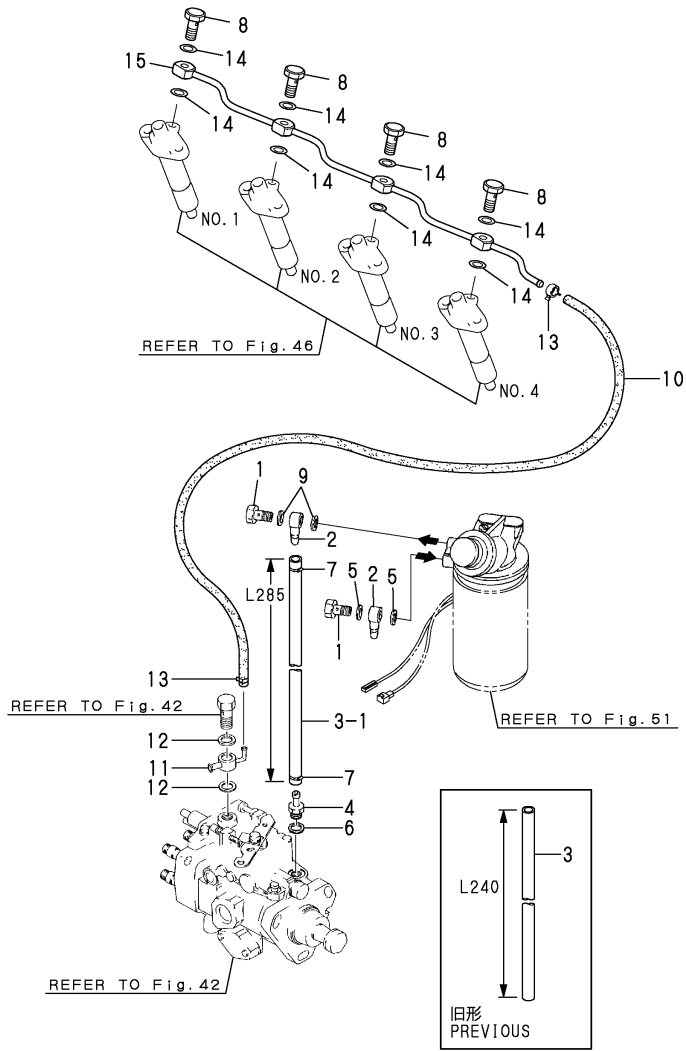 8
14
15
8
14
14
8
14
14
8
14
14
14
NO.1
NO.2
NO.3
NO.4
13
REFER TO Fig.46
10
1
9
2
7
5
2
5
L285
1
13
REFER TO Fig.42
REFER TO Fig.51
12
3-1
11
12
7
4
6
3
L240
REFER TO Fig.42
旧形
PREVIOUS